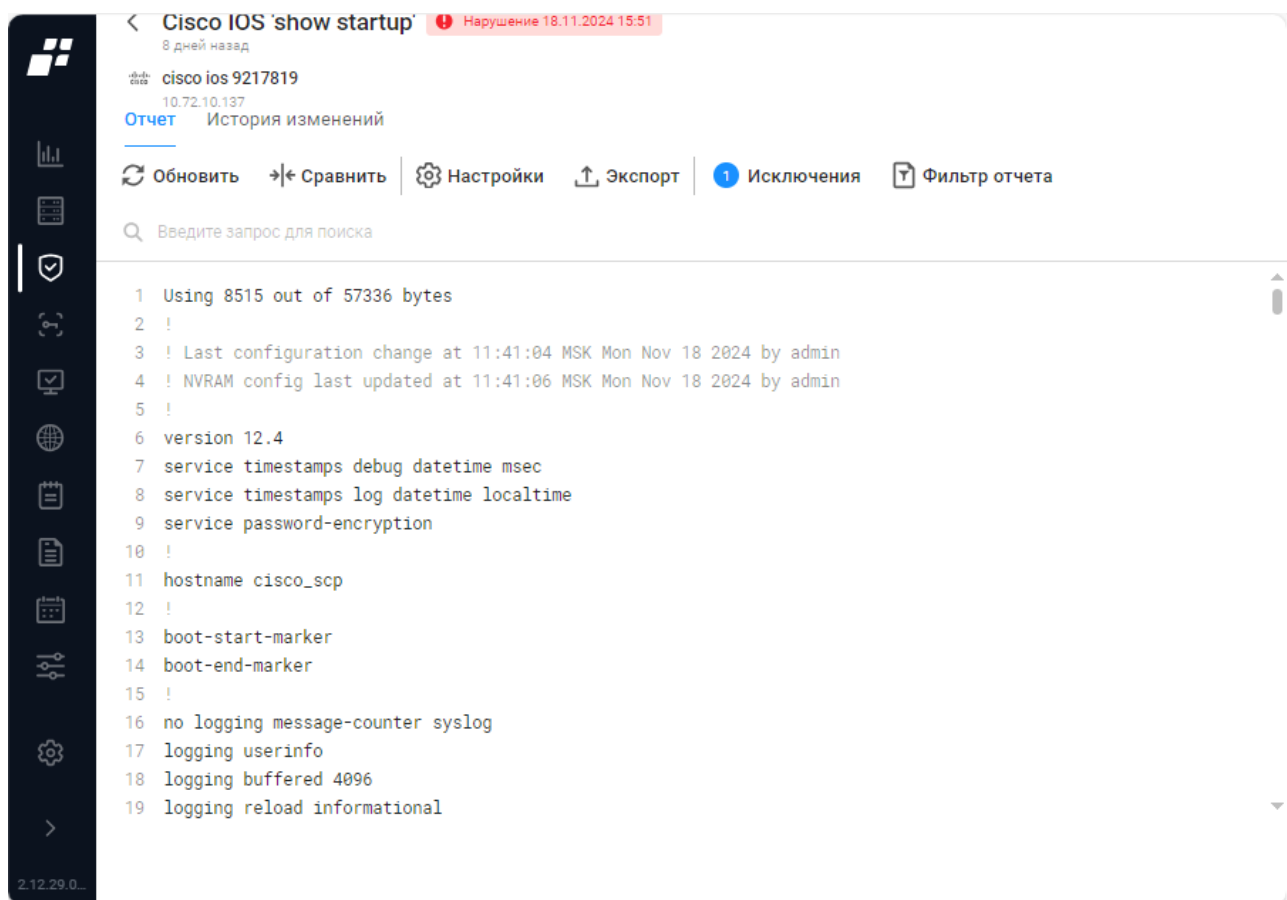 Cisco IOS 'show startup' Нарушение 18.11.2024 15:51
8 дней назад
cisco ios 9217819
10.72.10.137
Отчет История изменений
Обновить Сравнить Настройки Экспорт 1 Исключения Фильтр отчета
Введите запрос для поиска
1 Using 8515 out of 57336 bytes
2 !
3 ! Last configuration change at 11:41:04 MSK Mon Nov 18 2024 by admin
4 ! NVRAM config last updated at 11:41:06 MSK Mon Nov 18 2024 by admin
5 !
6 version 12.4
7 service timestamps debug datetime msec
8 service timestamps log datetime localtime
9 service password-encryption
10 !
11 hostname cisco_scp
12 !
13 boot-start-marker
14 boot-end-marker
15 !
16 no logging message-counter syslog
17 logging userinfo
18 logging buffered 4096
19 logging reload informational
2.12.29.0...